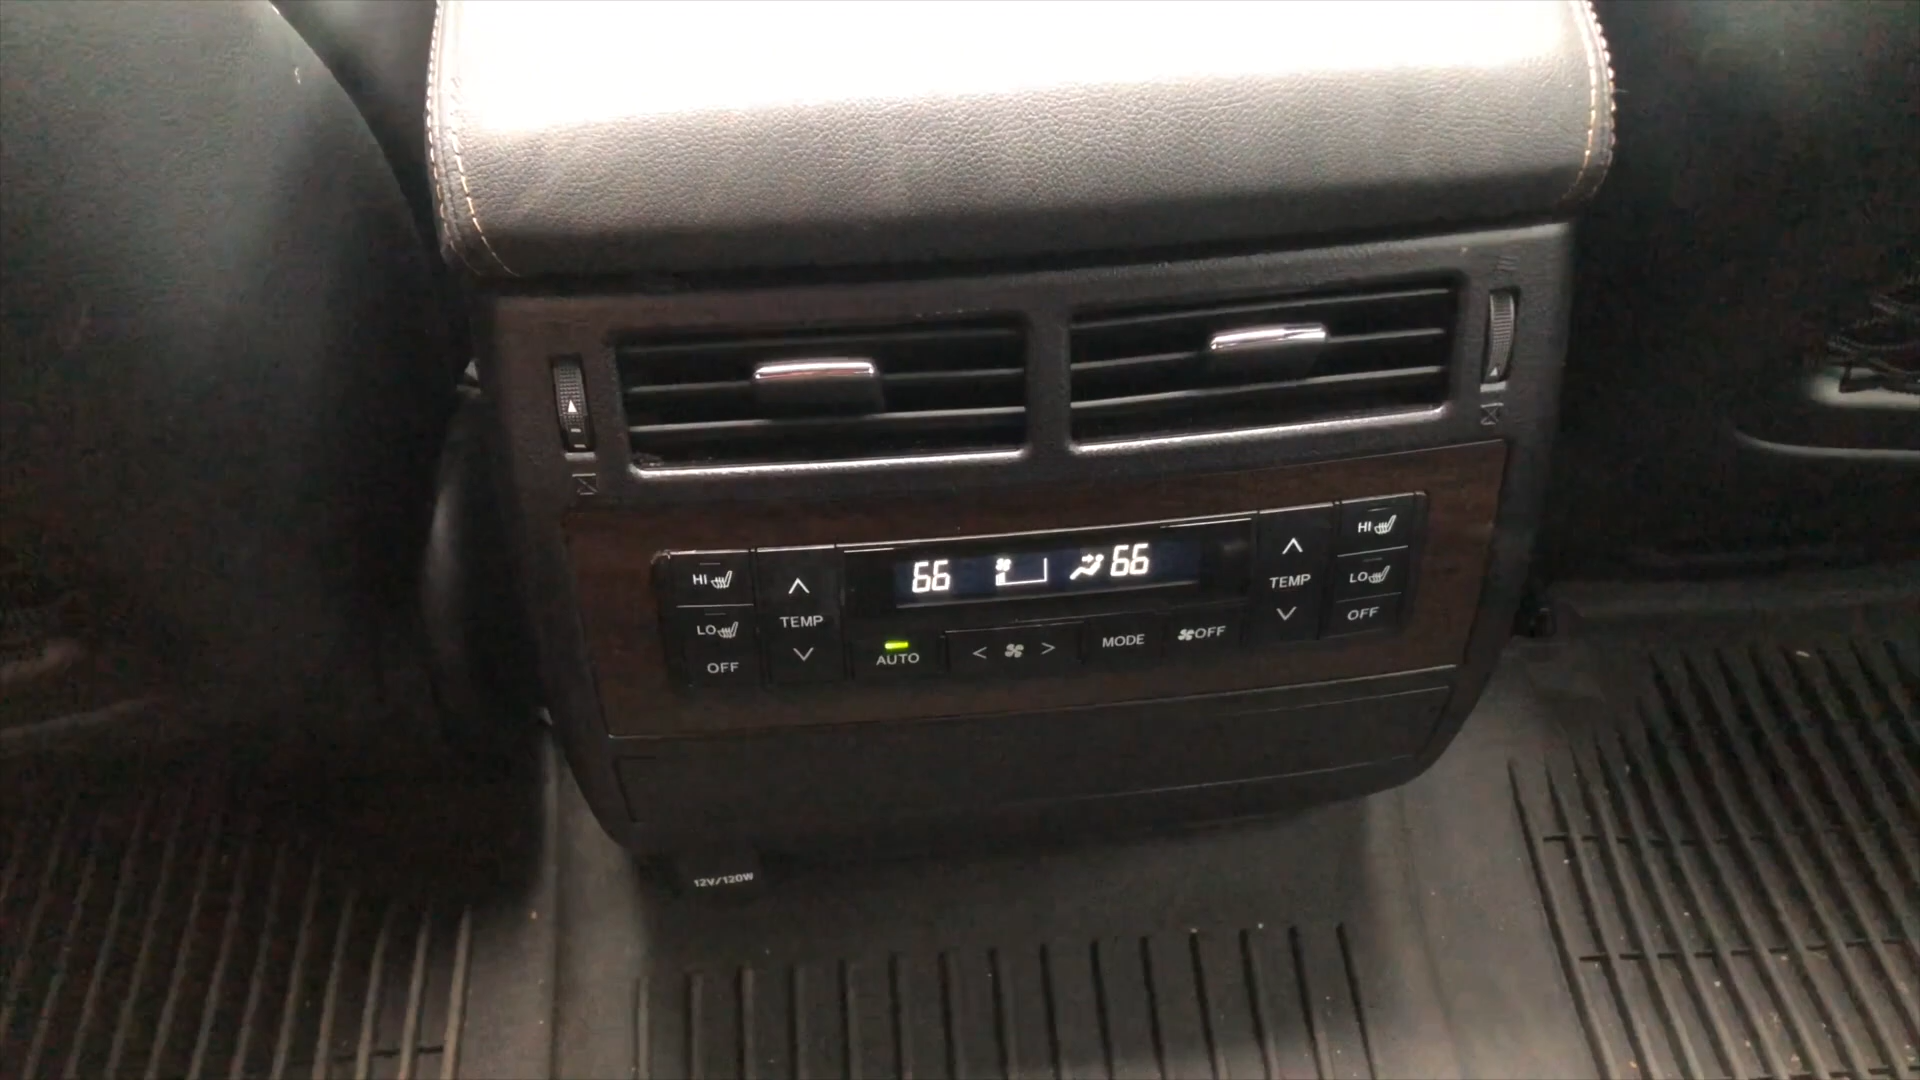 HI
LO
OFF
TEMP
66
66
AUTO
< >
MODE
OFF
TEMP
HI
LO
OFF
12V/120W